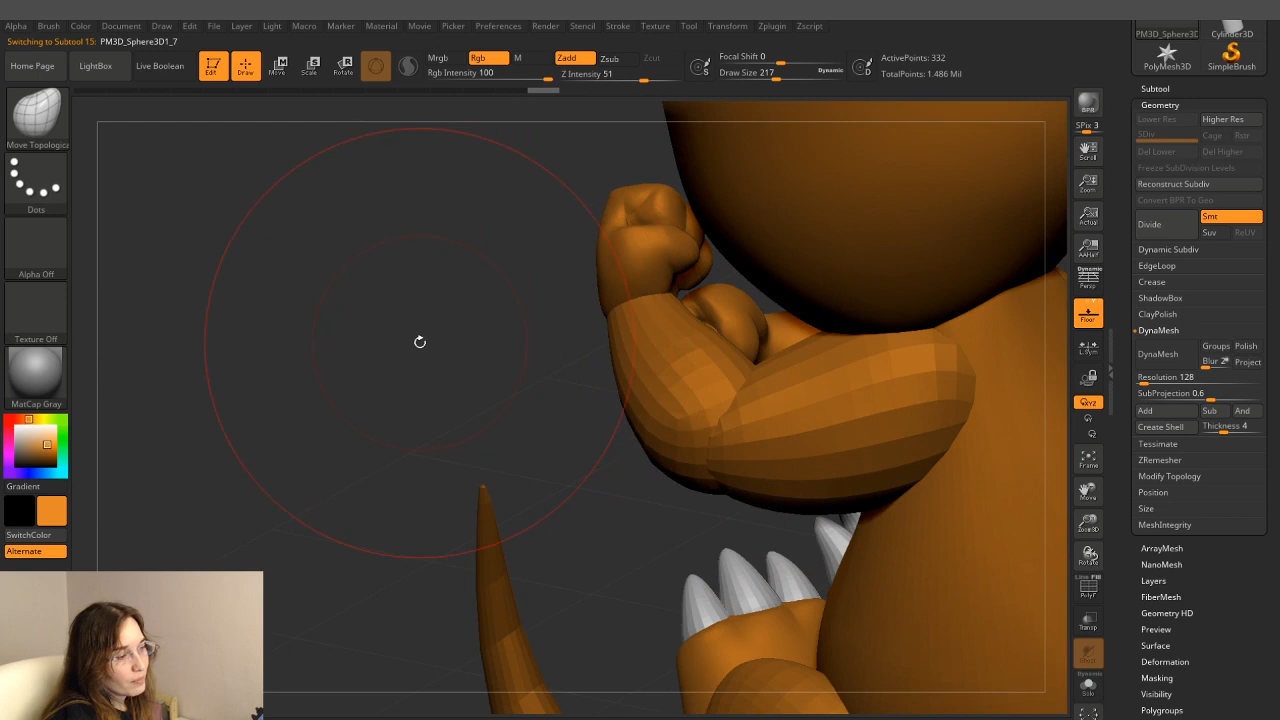 Alpha Brush Color Document Draw Edit File Layer Light Macro Marker Material Movie Picker Preferences Render Stencil Stroke Texture Tool Transform Zplugin Zscript
Switching to Subtool 15: PM3D_Sphere3D1_7
Home Page
LightBox
Live Boolean
Edit
Draw
Move
Scale
Rotate
Mrgb Rgb M
Rgb Intensity 100
Zadd Zsub Zcut
Z Intensity 51
S
Focal Shift 0
Draw Size 217 Dynamic
D
ActivePoints: 332
TotalPoints: 1.486 Mil
Move Topologica
Dots
Alpha Off
Texture Off
MatCap Gray
Gradient
SwitchColor
Alternate
BPR
SPix 3
Scroll
Zoom
Actual
AAHalf
Dynamic
Persp
Floor
L.Sym
XYZ
Frame
Move
Zoom3D
Rotate
Line Fill
PolyF
Transp
Ghost
Dynamic
Solo
PM3D_Sphere3D
Cylinder3D
PolyMesh3D
SimpleBrush
Subtool
Geometry
Lower Res Higher Res
SDiv Cage Rstr
Del Lower Del Higher
Freeze SubDivision Levels
Reconstruct Subdiv
Convert BPR To Geo
Divide Smt
Suv ReUV
Dynamic Subdiv
EdgeLoop
Crease
ShadowBox
ClayPolish
DynaMesh
DynaMesh Groups Polish
Blur 2 Project
Resolution 128
SubProjection 0.6
Add Sub And
Create Shell Thickness 4
Tessimate
ZRemesher
Modify Topology
Position
Size
MeshIntegrity
ArrayMesh
NanoMesh
Layers
FiberMesh
Geometry HD
Preview
Surface
Deformation
Masking
Visibility
Polygroups